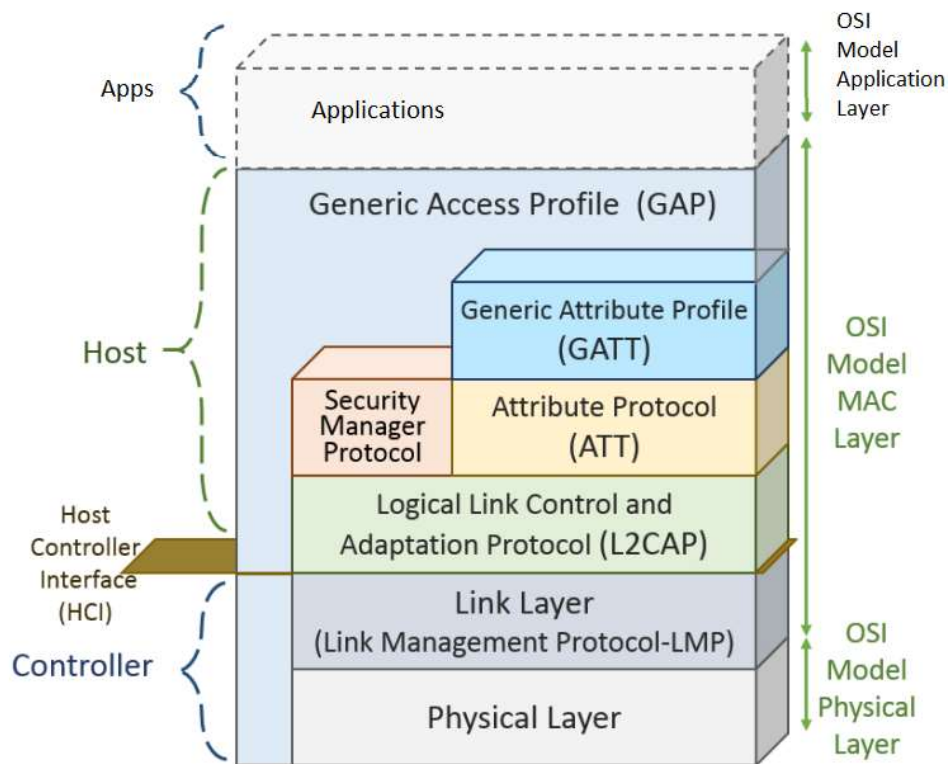 Apps
Applications
OSI
Model
Application
Layer
Generic Access Profile (GAP)
Generic Attribute Profile
(GATT)
Host
Security
Manager
Protocol
Attribute Protocol
(ATT)
OSI
Model
MAC
Layer
Logical Link Control and
Adaptation Protocol (L2CAP)
Host
Controller
Interface
(HCI)
Link Layer
(Link Management Protocol-LMP)
Controller
Physical Layer
OSI
Model
Physical
Layer